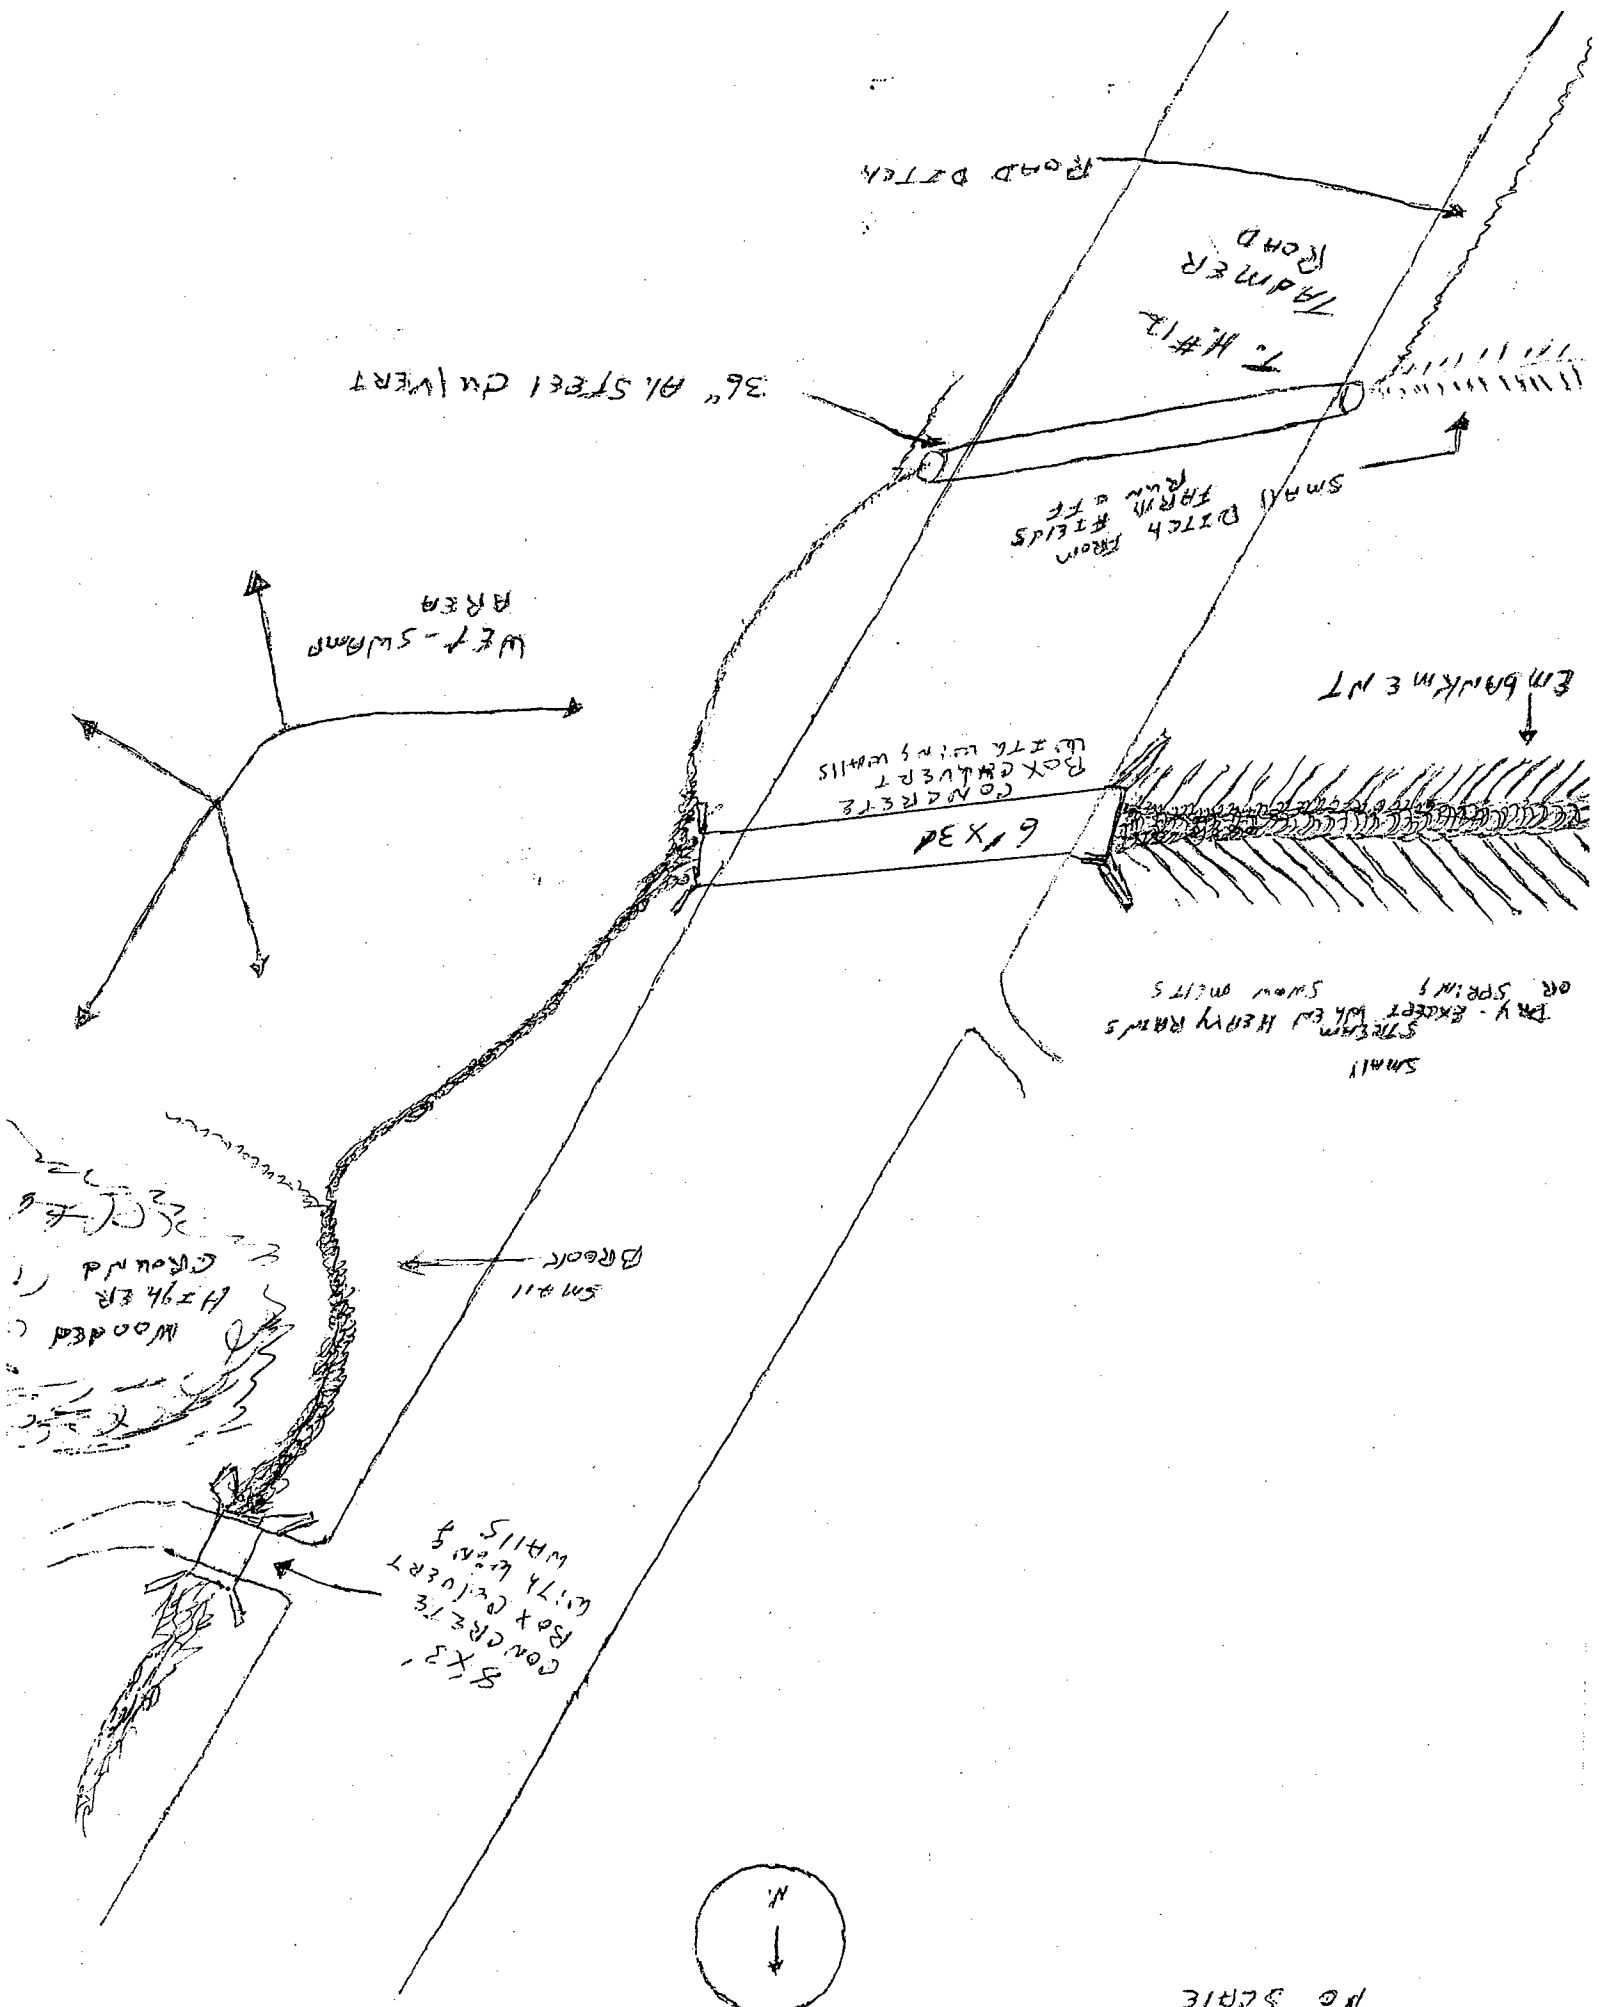 NO SCALE
N.
8'X3'
CONCRETE
BOX CulVERT
WiTh WiNg
WAllS
SmAll
BROOK
WOODED
HIghER
GROUNd
SmAll
STREAM
DRY - EXCEPT WhEN HEAVY RAINS
OR SPRING SNOW mElTS
EmbANKmENT
6'X3'
CONCRETE
BOX CulVERT
WITh WiNg WAllS
WET-SWAmP
AREA
SmAll DITCh
FROm
FARm FIElDS
RUN OFF
36" Al. STEEl CulVERT
T. H. #12
TAdmER
ROAD
ROAD DITCh